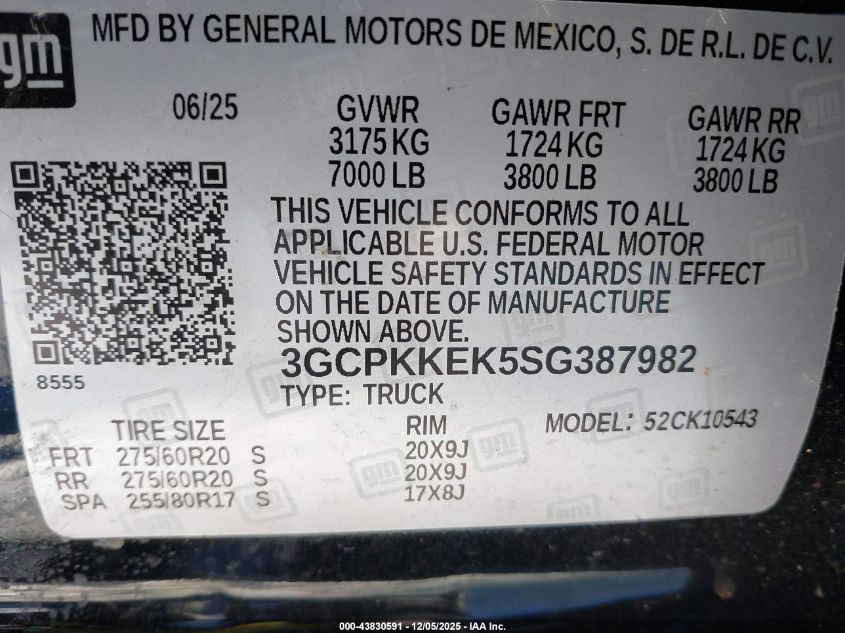 gm
MFD BY GENERAL MOTORS DE MEXICO, S. DE R.L. DE C.V.
06/25
GVWR GAWR FRT GAWR RR
3175 KG 1724 KG 1724 KG
7000 LB 3800 LB 3800 LB
THIS VEHICLE CONFORMS TO ALL
APPLICABLE U.S. FEDERAL MOTOR
VEHICLE SAFETY STANDARDS IN EFFECT
ON THE DATE OF MANUFACTURE
SHOWN ABOVE.
8555
3GCPKKEK5SG387982
TYPE: TRUCK
TIRE SIZE RIM MODEL: 52CK10543
FRT 275/60R20 S 20X9J
RR 275/60R20 S 20X9J
SPA 255/80R17 S 17X8J
000-43830591 - 12/05/2025 - IAA Inc.